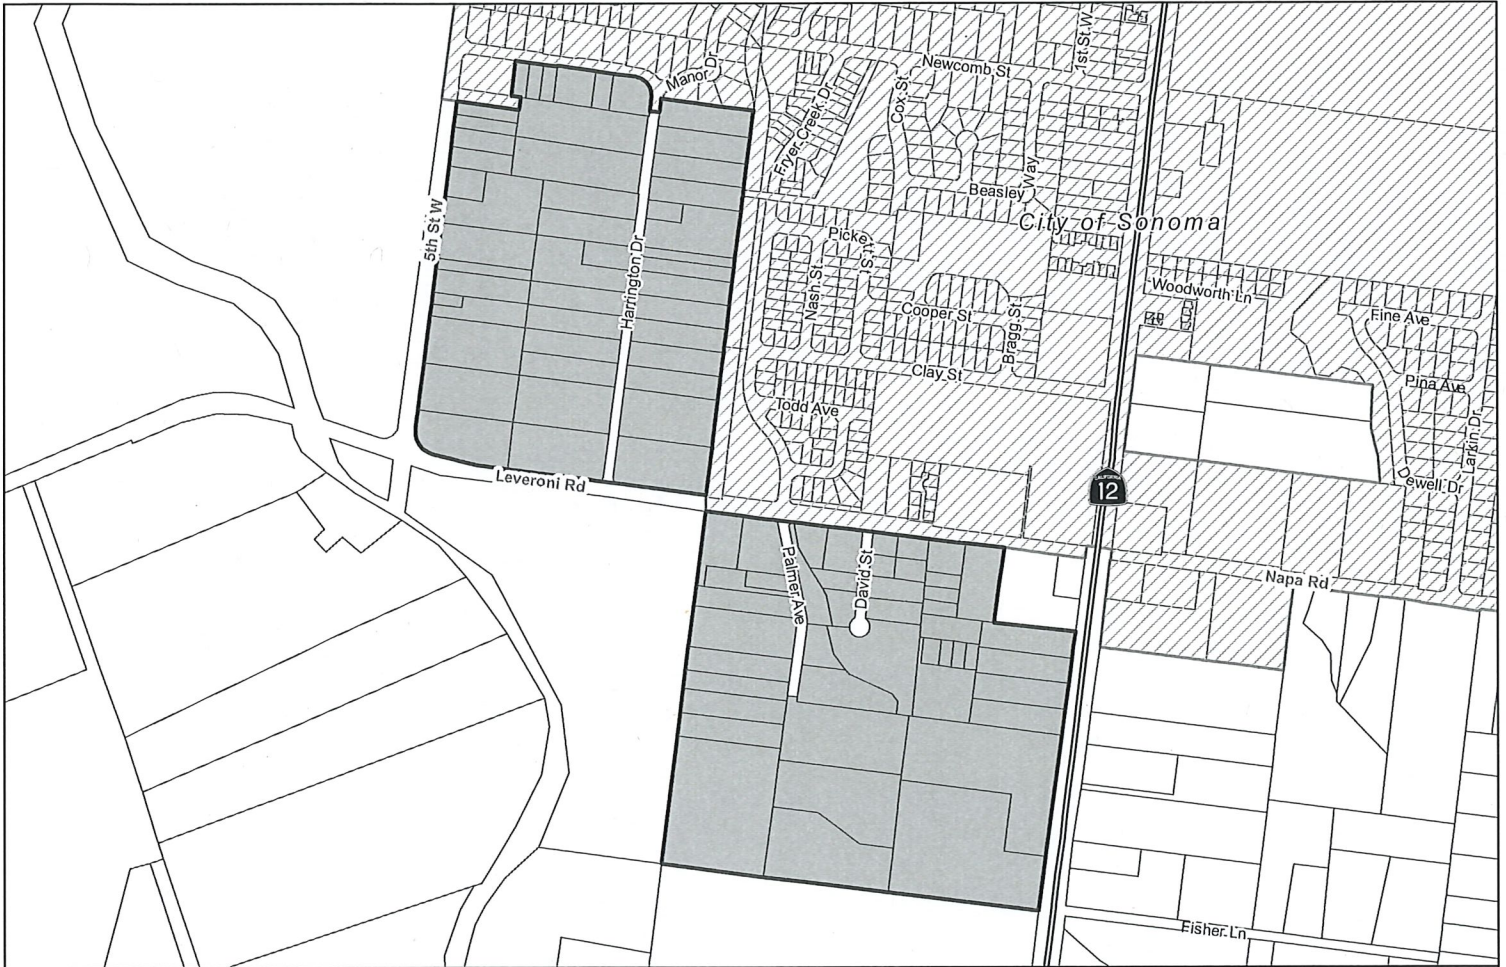 1st St W
Newcomb St
Manor Dr
Cox St
Fryer Creek Dr
Beasley Way
City of Sonoma
5th St W
Picket
St
Harrington Dr
Nash St
Woodworth Ln
Cooper St
Bragg St
Fine Ave
Clay St
Pina Ave
Todd Ave
Larkin Dr
Leveroni Rd
CALIFORNIA
12
Dewell Dr
Palmer Ave
David St
Napa Rd
Fisher Ln